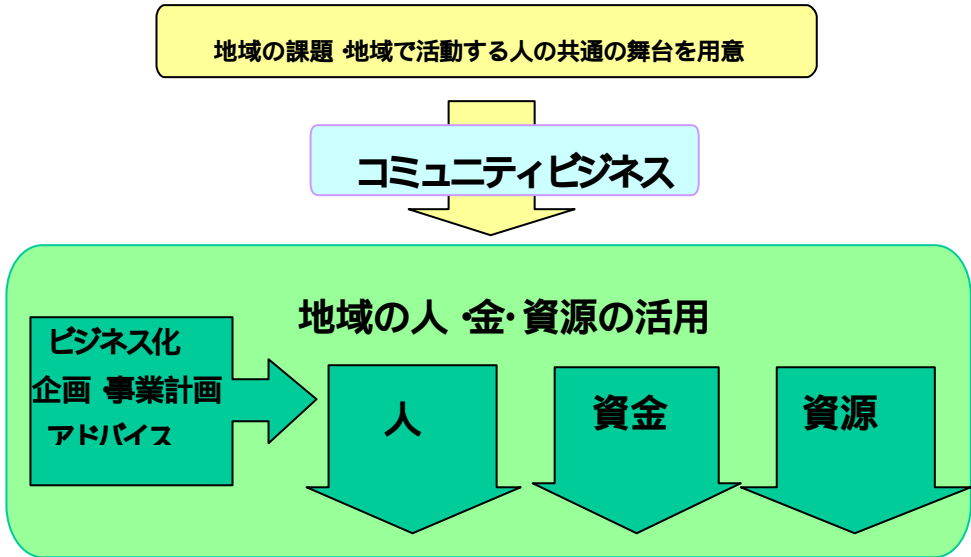 地域の課題・地域で活動する人の共通の舞台を用意
コミュニティビジネス
地域の人・金・資源の活用
ビジネス化
企画・事業計画
アドバイス
人
資金
資源